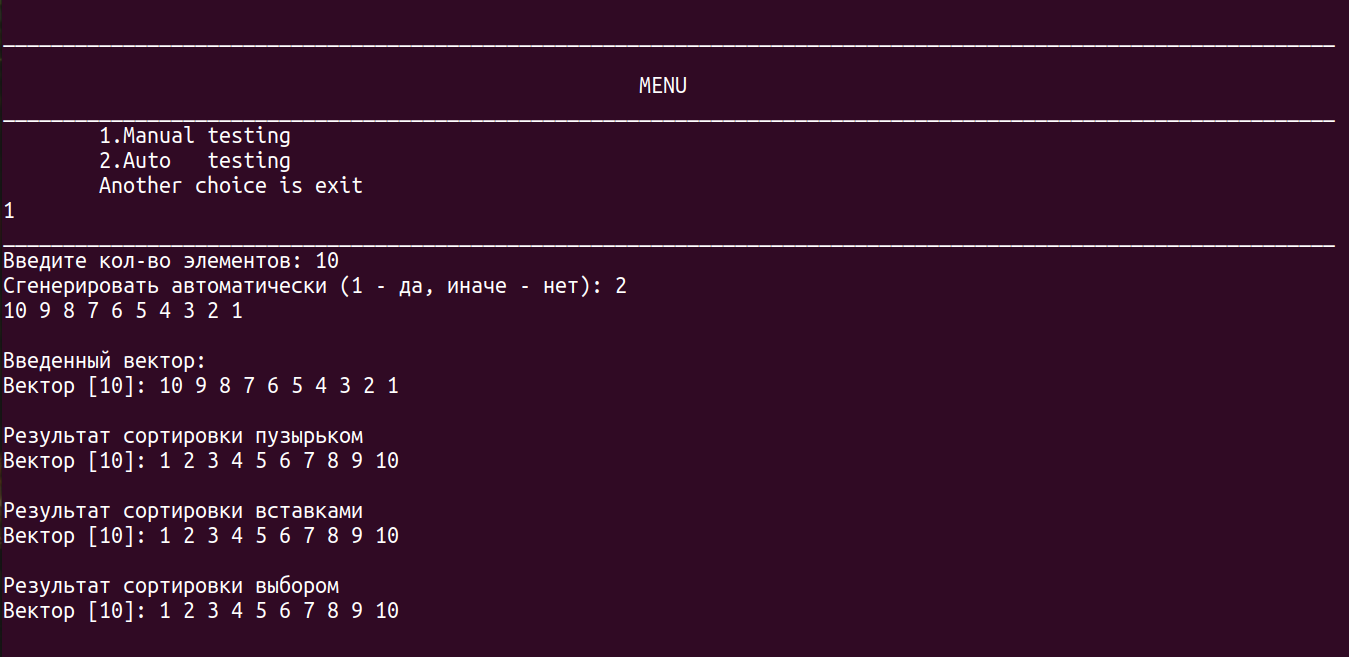 MENU
1.Manual testing
2.Auto   testing
Another choice is exit
1
Введите кол-во элементов: 10
Сгенерировать автоматически (1 - да, иначе - нет): 2
10 9 8 7 6 5 4 3 2 1
Введенный вектор:
Вектор [10]: 10 9 8 7 6 5 4 3 2 1
Результат сортировки пузырьком
Вектор [10]: 1 2 3 4 5 6 7 8 9 10
Результат сортировки вставками
Вектор [10]: 1 2 3 4 5 6 7 8 9 10
Результат сортировки выбором
Вектор [10]: 1 2 3 4 5 6 7 8 9 10